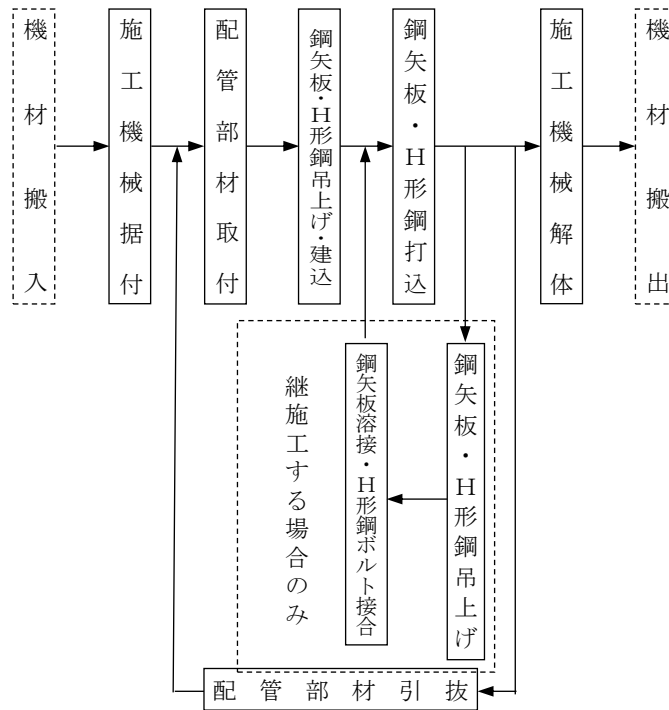 機材搬入
施工機械据付
配管部材取付
鋼矢板・H形鋼吊上げ・建込
鋼矢板・H形鋼打込
施工機械解体
機材搬出
継施工する場合のみ
鋼矢板溶接・H形鋼ボルト接合
鋼矢板・H形鋼吊上げ
配管部材引抜